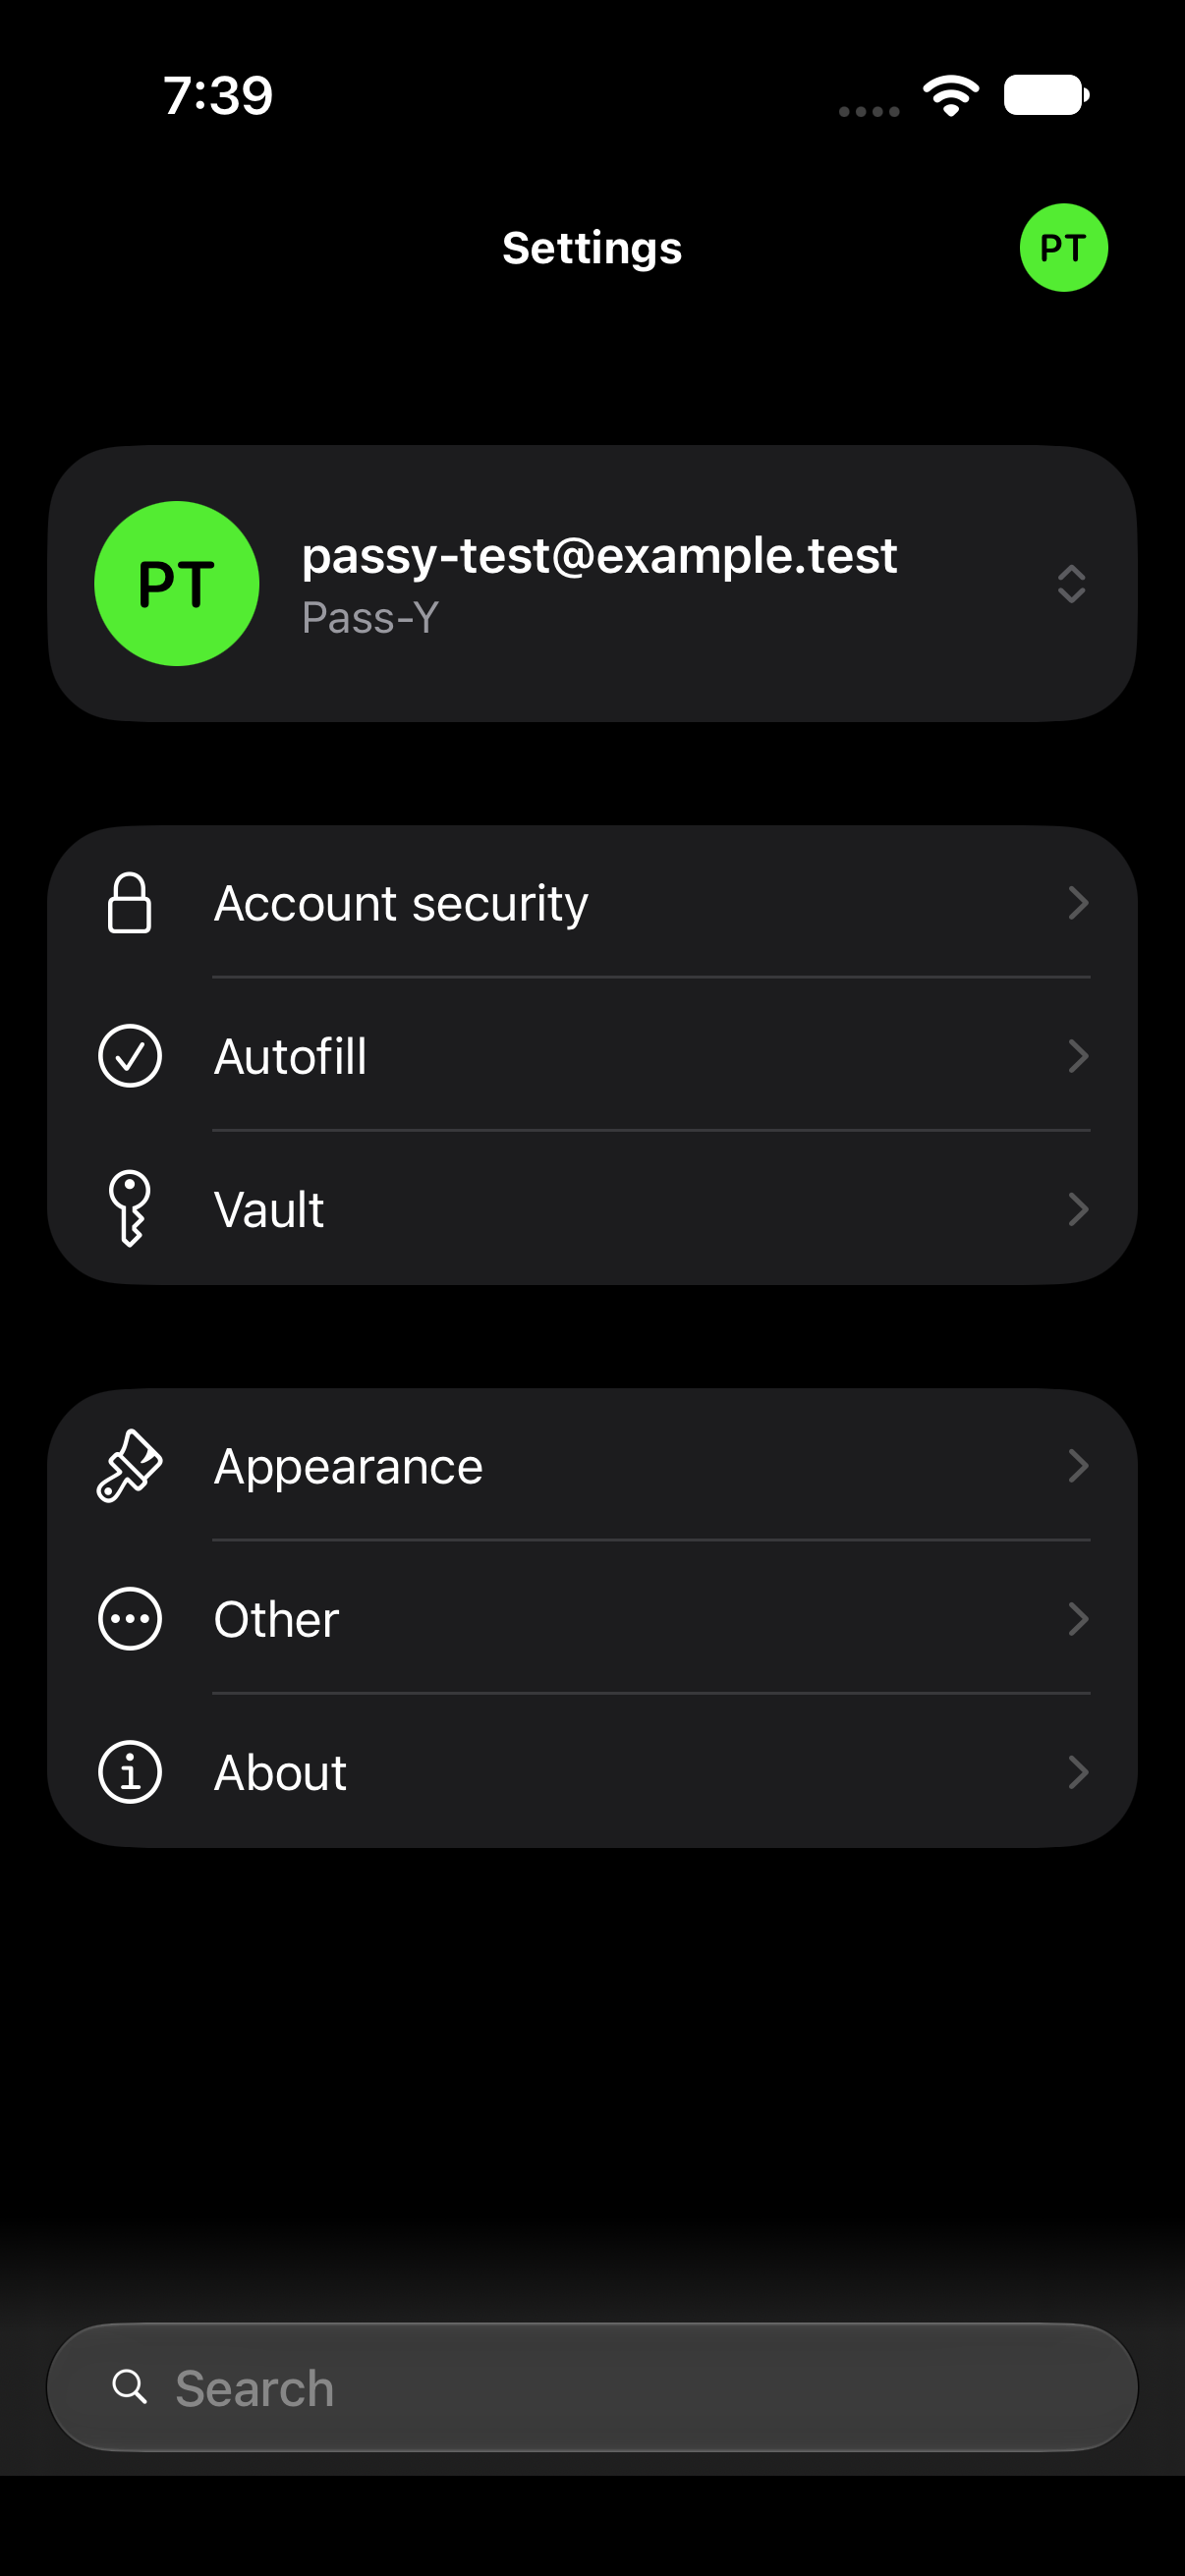 7:39
Settings
PT
PT
passy-test@example.test
Pass-Y
Account security
Autofill
Vault
Appearance
Other
About
Search